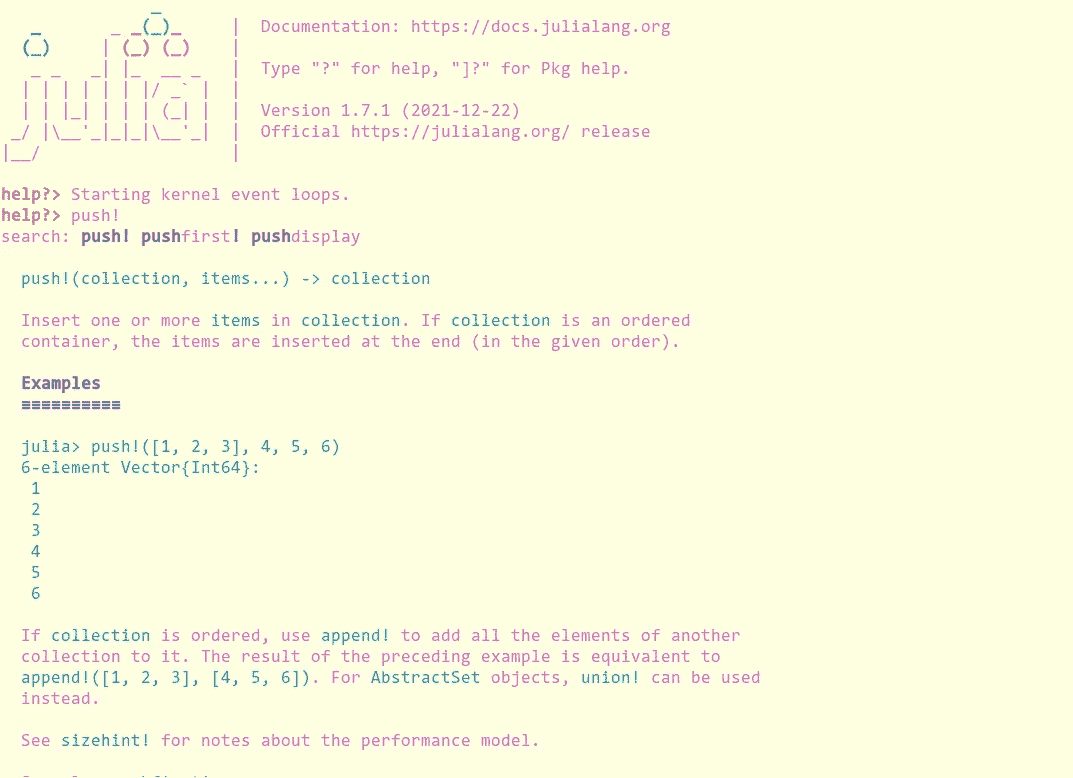 Documentation: https://docs.julialang.org
Type "?" for help, "]?" for Pkg help.
Version 1.7.1 (2021-12-22)
Official https://julialang.org/ release
help?> Starting kernel event loops.
help?> push!
search: push! pushfirst! pushdisplay
push!(collection, items...) -> collection
Insert one or more items in collection. If collection is an ordered
container, the items are inserted at the end (in the given order).
Examples
≡≡≡≡≡≡≡≡≡≡
julia> push!([1, 2, 3], 4, 5, 6)
6-element Vector{Int64}:
1
2
3
4
5
6
If collection is ordered, use append! to add all the elements of another
collection to it. The result of the preceding example is equivalent to
append!([1, 2, 3], [4, 5, 6]). For AbstractSet objects, union! can be used
instead.
See sizehint! for notes about the performance model.